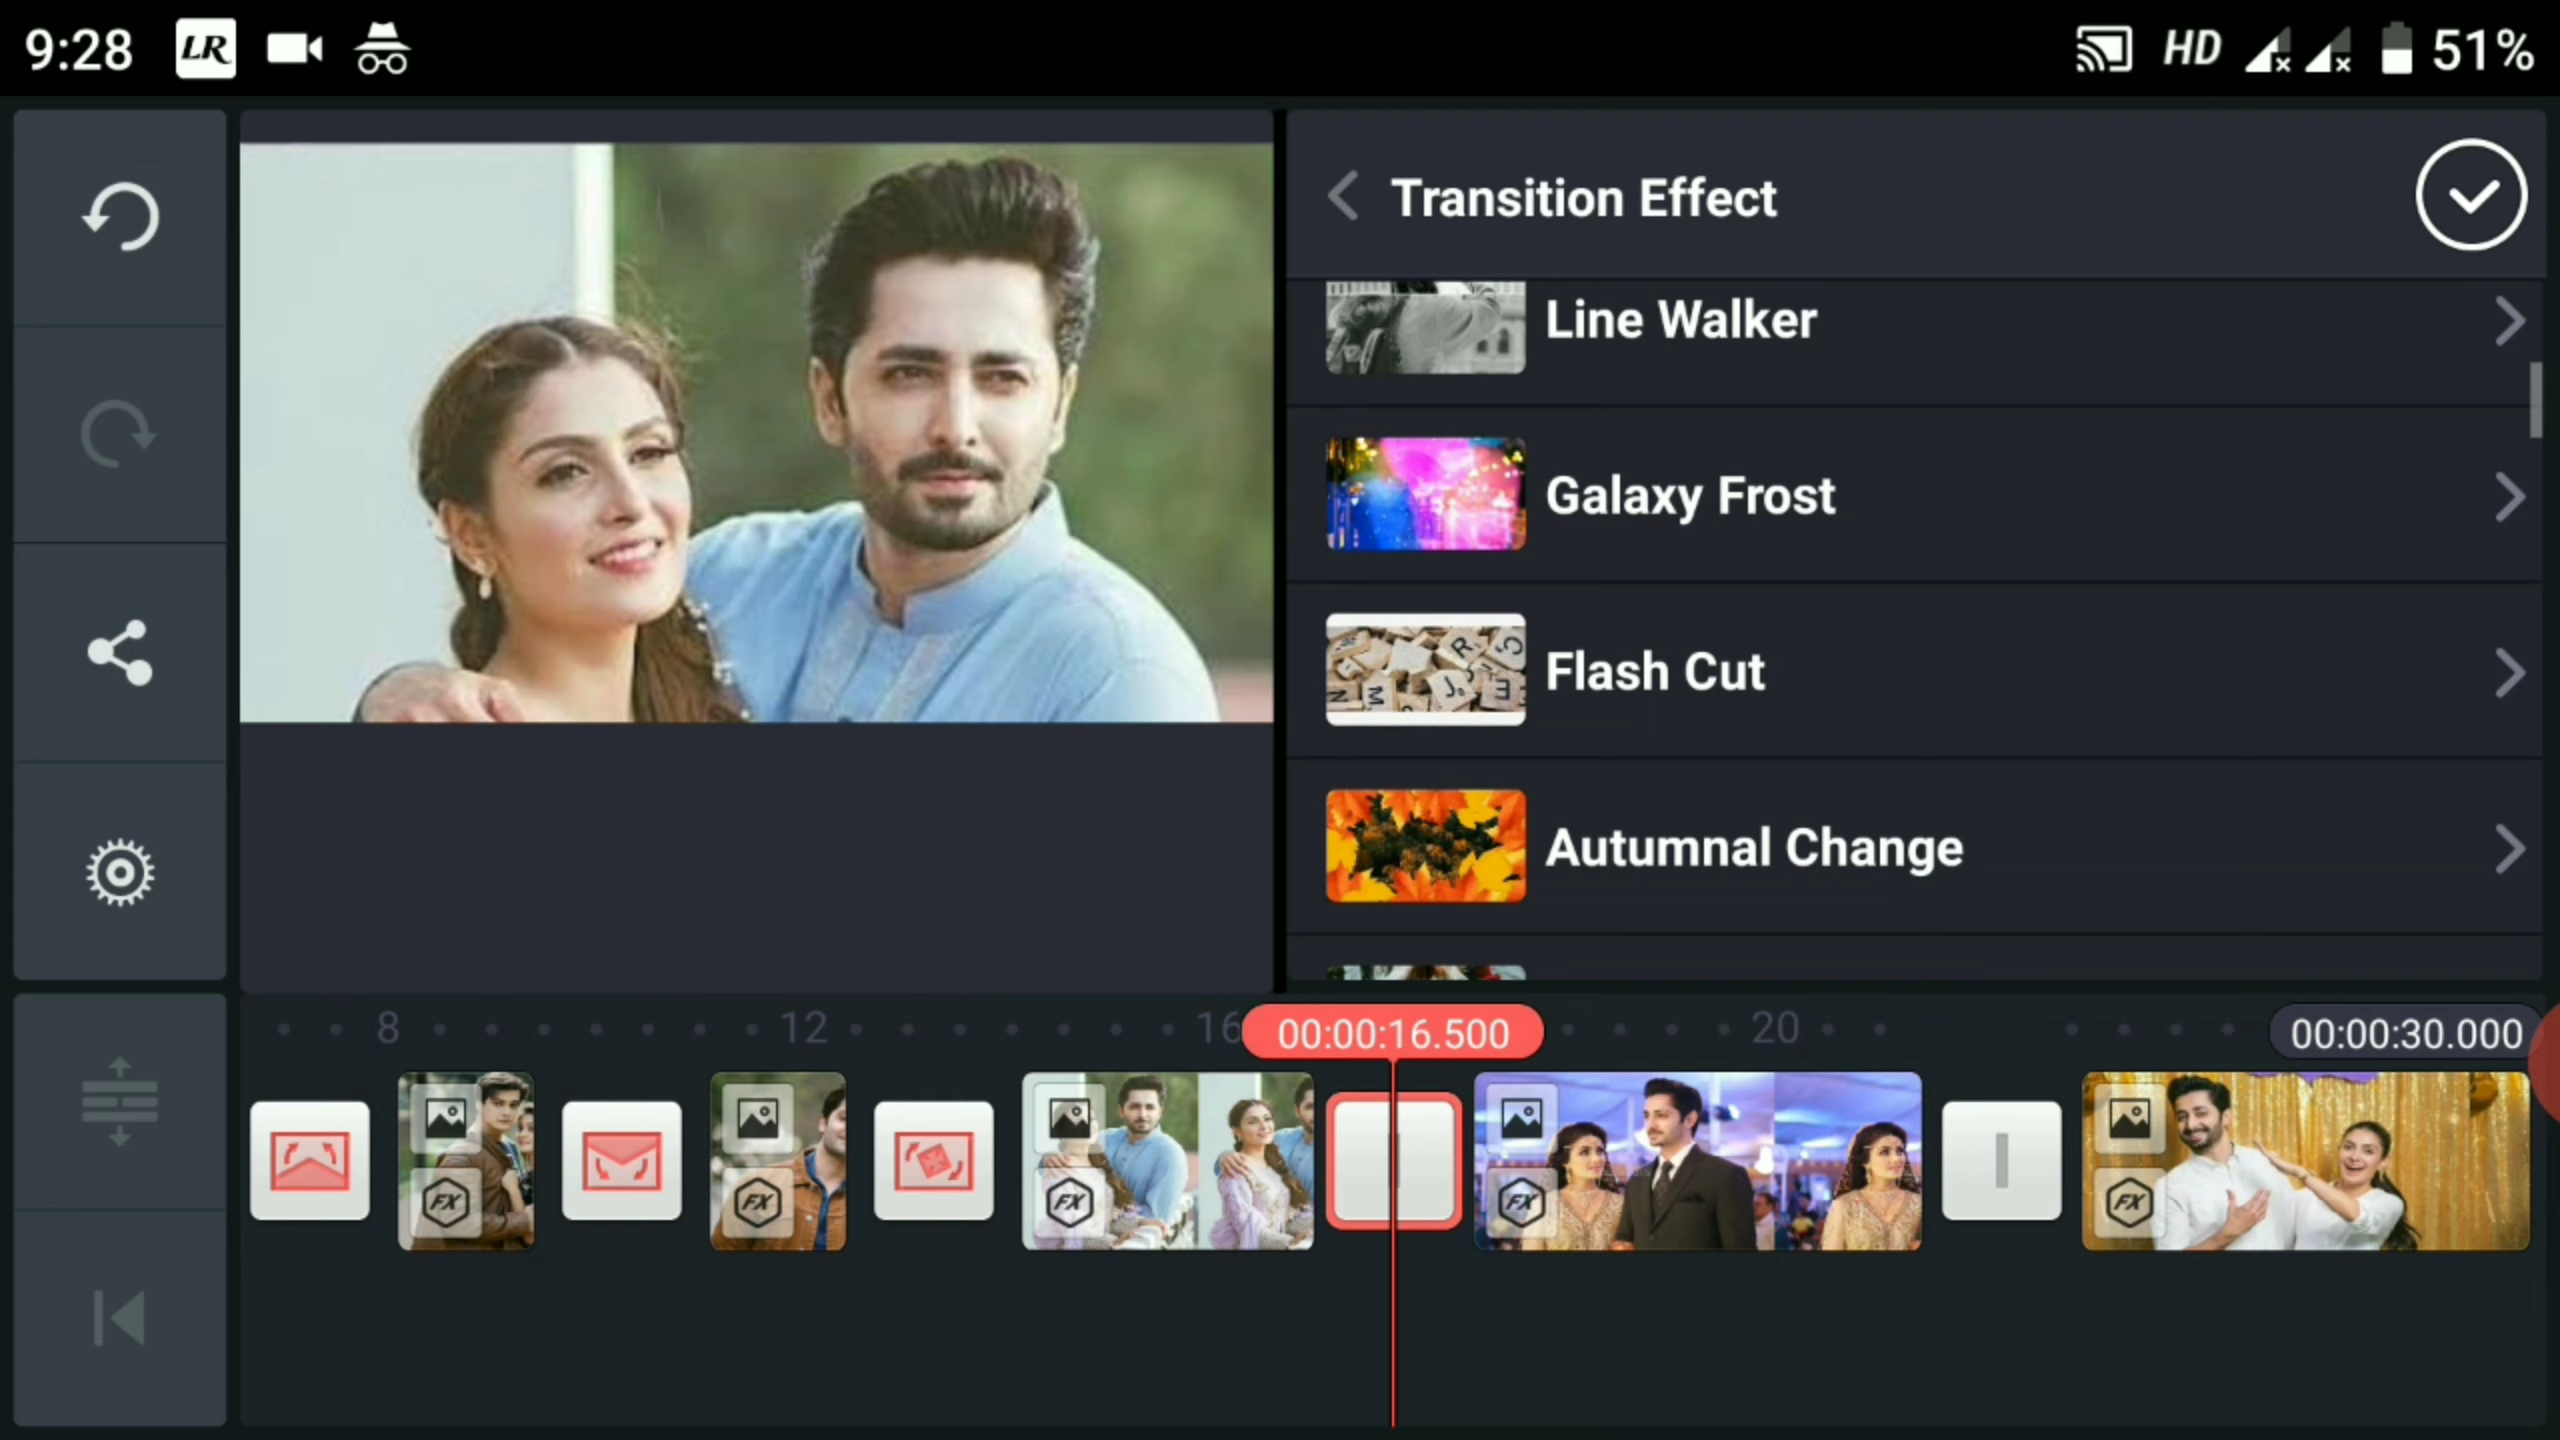 9:28 LR HD 51%
Transition Effect
Line Walker
Galaxy Frost
Flash Cut
Autumnal Change
8 12 16 00:00:16.500 20 00:00:30.000
FX FX FX FX FX